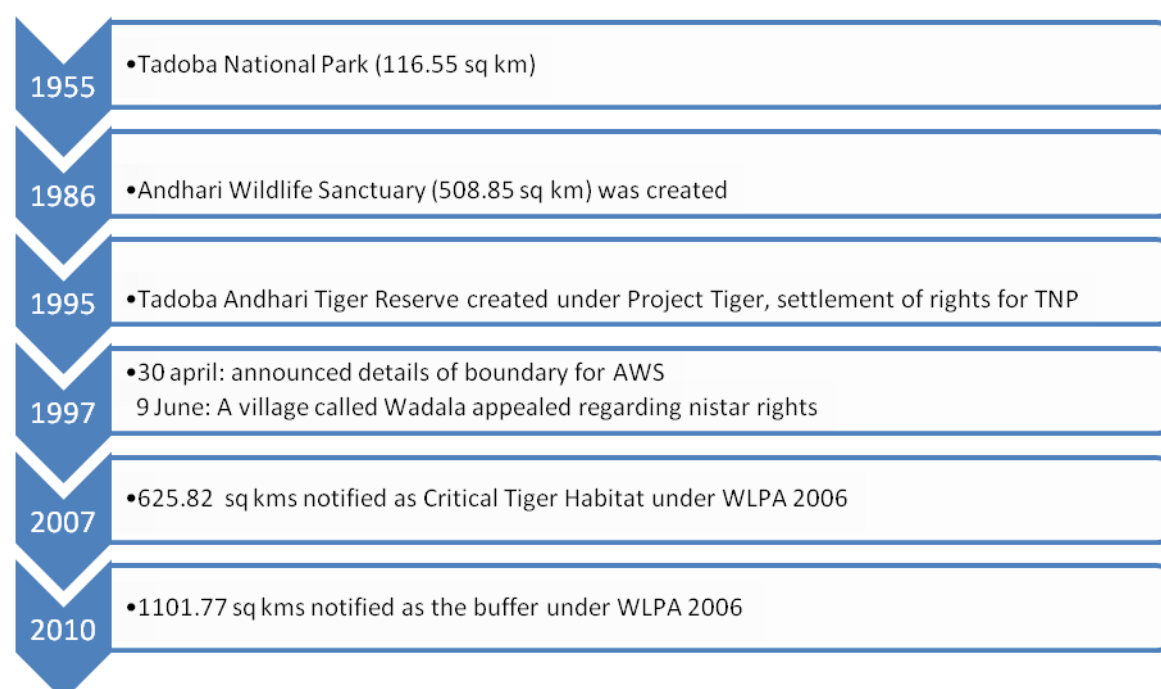 1955
•Tadoba National Park (116.55 sq km)
1986
•Andhari Wildlife Sanctuary (508.85 sq km) was created
1995
•Tadoba Andhari Tiger Reserve created under Project Tiger, settlement of rights for TNP
1997
•30 april: announced details of boundary for AWS
9 June: A village called Wadala appealed regarding nistar rights
2007
•625.82 sq kms notified as Critical Tiger Habitat under WLPA 2006
2010
•1101.77 sq kms notified as the buffer under WLPA 2006